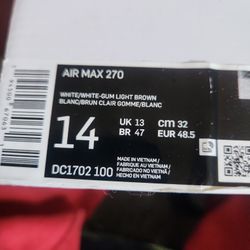 AIR MAX 270
WHITE/WHITE-GUM LIGHT BROWN
BLANC/BRUN CLAIR GOMME/BLANC
14
UK 13
CM 32
BR 47
EUR 48.5
DC1702 100
MADE IN VIETNAM
FABRIQUE AU VIETNAM
FABRICADO NO VIETNÃ
HECHO EN VIETNAM